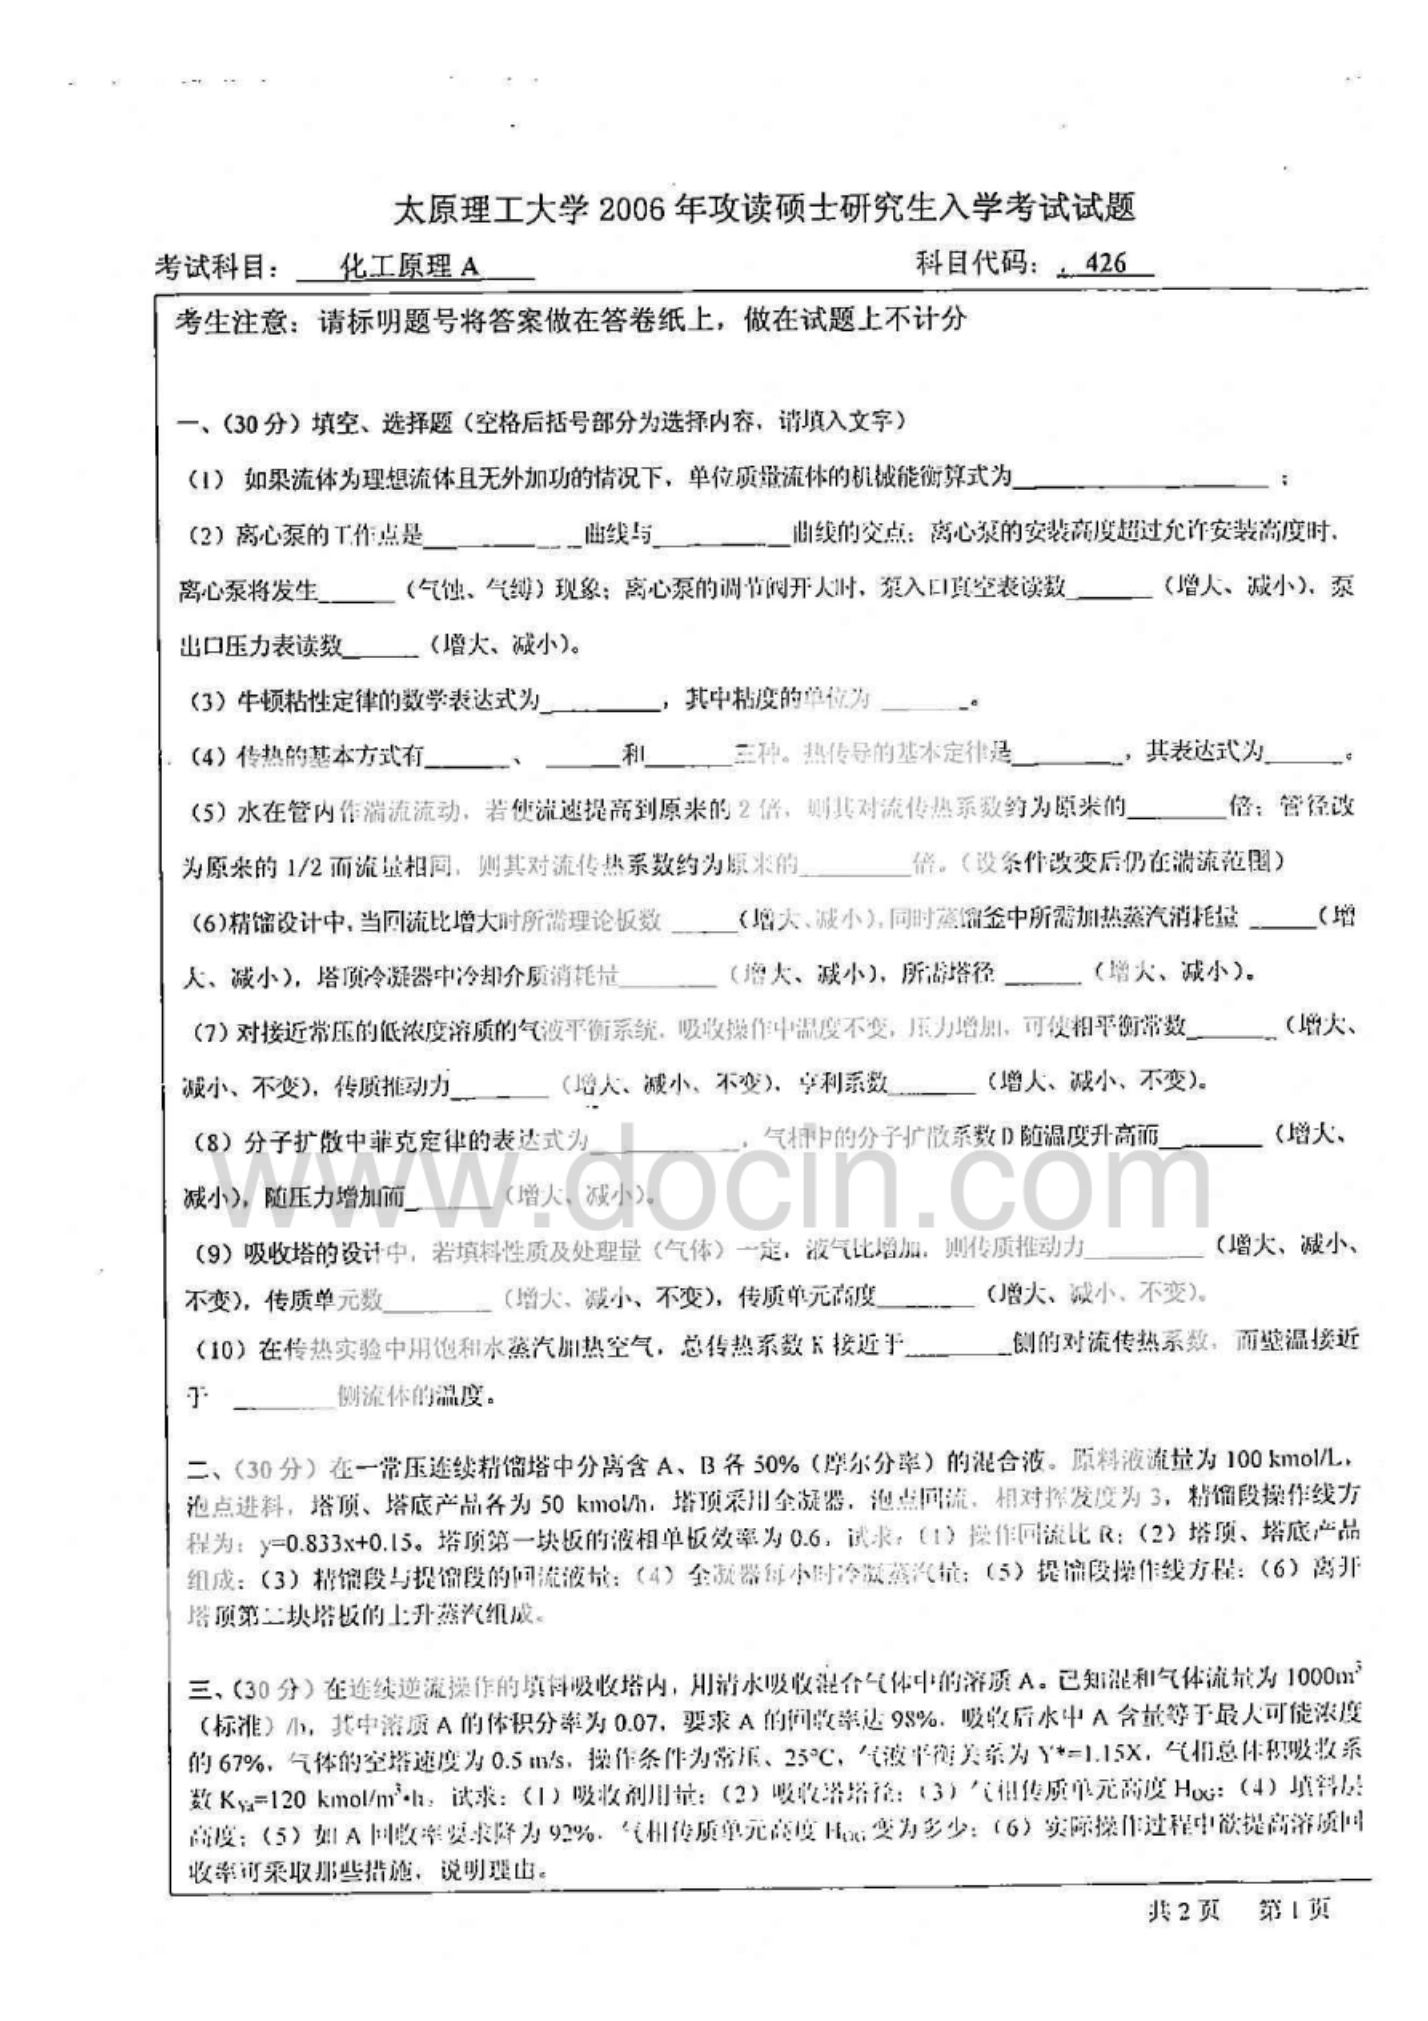 太原理工大学 2006 年攻读硕士研究生入学考试试题
考试科目： 化工原理 A 科目代码： 426
考生注意：请标明题号将答案做在答卷纸上，做在试题上不计分
一、（30 分）填空、选择题（空格后括号部分为选择内容，请填入文字）
（1） 如果流体为理想流体且无外加功的情况下，单位质量流体的机械能衡算式为________；
（2）离心泵的工作点是________曲线与________曲线的交点；离心泵的安装高度超过允许安装高度时，
离心泵将发生______（气蚀、气缚）现象；离心泵的调节阀开大时，泵入口真空表读数______（增大、减小），泵
出口压力表读数______（增大、减小）。
（3）牛顿粘性定律的数学表达式为________，其中粘度的单位为 ______。
（4）传热的基本方式有______、______和______三种。热传导的基本定律是________，其表达式为______。
（5）水在管内作湍流流动，若使流速提高到原来的 2 倍，则其对流传热系数约为原来的________倍；管径改
为原来的 1/2 而流量相同，则其对流传热系数约为原来的________倍。（设条件改变后仍在湍流范围）
（6)精馏设计中，当回流比增大时所需理论板数 _____（增大、减小），同时蒸馏釜中所需加热蒸汽消耗量 _____（增
大、减小），塔顶冷凝器中冷却介质消耗量_______（增大、减小），所需塔径 ______（增大、减小）。
（7）对接近常压的低浓度溶质的气液平衡系统，吸收操作中温度不变，压力增加，可使相平衡常数_______（增大、
减小、不变），传质推动力_______（增大、减小、不变），亨利系数_______（增大、减小、不变）。
（8）分子扩散中菲克定律的表达式为________，气相中的分子扩散系数 D 随温度升高而_______（增大、
减小），随压力增加而______（增大、减小）。
（9）吸收塔的设计中，若填料性质及处理量（气体）一定，液气比增加，则传质推动力________（增大、减小、
不变），传质单元数________（增大、减小、不变），传质单元高度_______（增大、减小、不变）。
（10）在传热实验中用饱和水蒸汽加热空气，总传热系数 K 接近于_______侧的对流传热系数，而壁温接近
于 _______侧流体的温度。
二、（30 分）在一常压连续精馏塔中分离含 A、B 各 50%（摩尔分率）的混合液。原料液流量为 100 kmol/L，
泡点进料，塔顶、塔底产品各为 50 kmol/h，塔顶采用全凝器，泡点回流，相对挥发度为 3，精馏段操作线方
程为：y=0.833x+0.15。塔顶第一块板的液相单板效率为 0.6，试求：（1）操作回流比 R；（2）塔顶、塔底产品
组成；（3）精馏段与提馏段的回流液量；（4）全凝器每小时冷凝蒸汽量；（5）提馏段操作线方程；（6）离开
塔顶第二块塔板的上升蒸汽组成。
三、（30 分）在连续逆流操作的填料吸收塔内，用清水吸收混合气体中的溶质 A。已知混和气体流量为 1000m³
（标准）/h，其中溶质 A 的体积分率为 0.07，要求 A 的回收率达 98%，吸收后水中 A 含量等于最大可能浓度
的 67%，气体的空塔速度为 0.5 m/s，操作条件为常压、25℃，气液平衡关系为 Y*=1.15X，气相总体积吸收系
数 K_Ya=120 kmol/m³•h，试求：（1）吸收剂用量；（2）吸收塔塔径；（3）气相传质单元高度 H_OG；（4）填料层
高度；（5）如 A 回收率要求降为 92%，气相传质单元高度 H_OG 变为多少；（6）实际操作过程中欲提高溶质回
收率可采取那些措施，说明理由。
共 2 页 第 1 页
www.docin.com